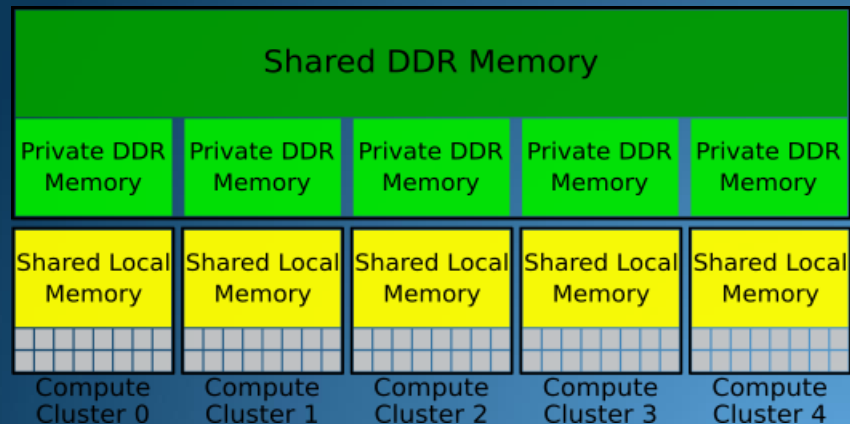 Shared DDR Memory
Private DDR Memory
Private DDR Memory
Private DDR Memory
Private DDR Memory
Private DDR Memory
Shared Local Memory
Shared Local Memory
Shared Local Memory
Shared Local Memory
Shared Local Memory
Compute Cluster 0
Compute Cluster 1
Compute Cluster 2
Compute Cluster 3
Compute Cluster 4